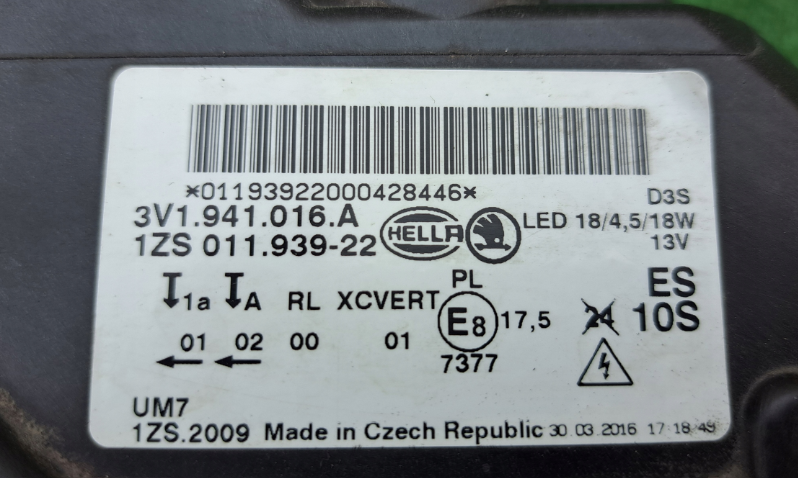 *01193922000428446*
D3S
3V1.941.016.A
LED 18/4,5/18W
1ZS 011.939-22
HELLA
13V
PL
ES
1a A RL XCVERT
E8 17,5 24 10S
01 02 00 01
7377
UM7
1ZS.2009 Made in Czech Republic 30 03.2016 17 18:49